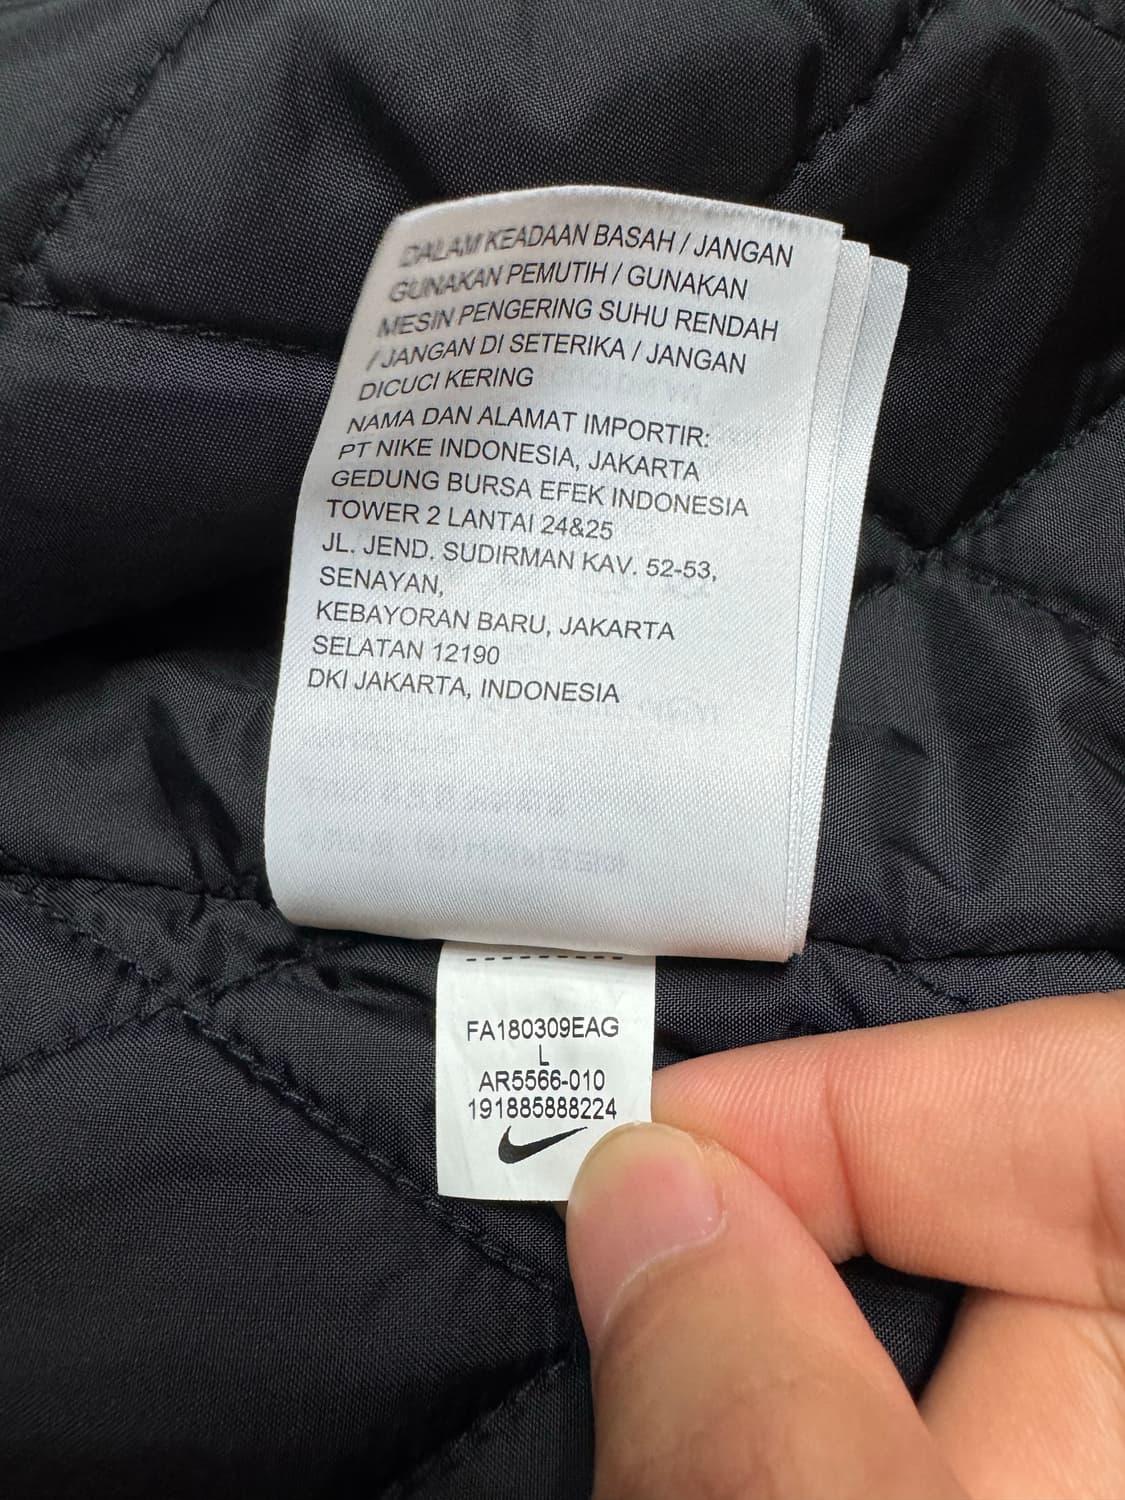 DALAM KEADAAN BASAH / JANGAN
GUNAKAN PEMUTIH / GUNAKAN
MESIN PENGERING SUHU RENDAH
/ JANGAN DI SETERIKA / JANGAN
DICUCI KERING
NAMA DAN ALAMAT IMPORTIR:
PT NIKE INDONESIA, JAKARTA
GEDUNG BURSA EFEK INDONESIA
TOWER 2 LANTAI 24&25
JL. JEND. SUDIRMAN KAV. 52-53,
SENAYAN,
KEBAYORAN BARU, JAKARTA
SELATAN 12190
DKI JAKARTA, INDONESIA
FA180309EAG
L
AR5566-010
191885888224